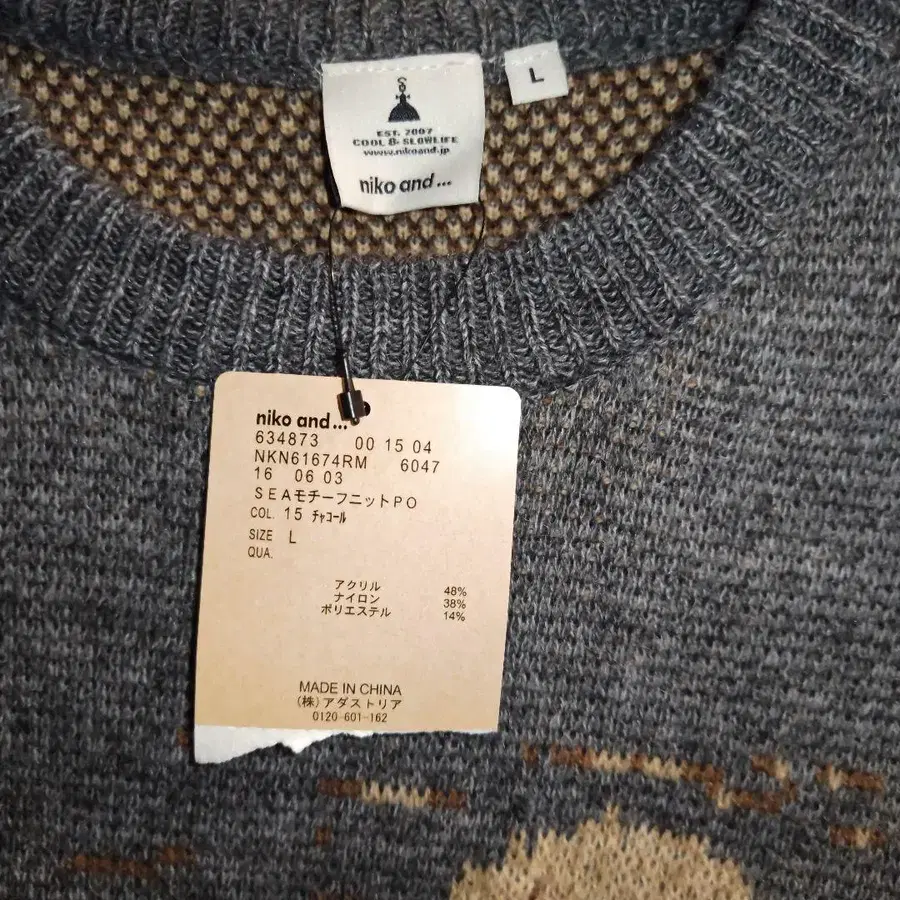 L
EST. 2007
COOL & SLOWLIFE
www.nikoand.jp
niko and ...
niko and ...
634873 00 15 04
NKN61674RM 6047
16 06 03
SEAモチーフニットPO
COL. 15 ﾁｬｺｰﾙ
SIZE L
QUA.
アクリル 48%
ナイロン 38%
ポリエステル 14%
MADE IN CHINA
(株)アダストリア
0120-601-162